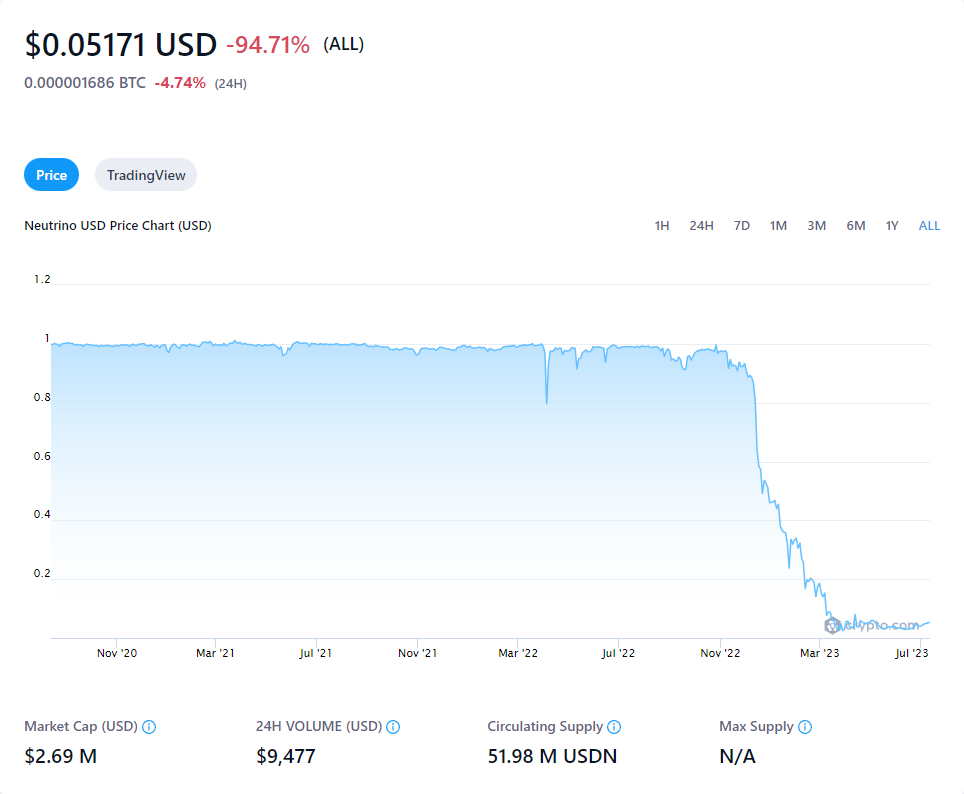 $0.05171 USD -94.71% (ALL)
0.000001686 BTC -4.74% (24H)
Price TradingView
Neutrino USD Price Chart (USD) 1H 24H 7D 1M 3M 6M 1Y ALL
1.2
1
0.8
0.6
0.4
0.2
crypto.com
Nov '20 Mar '21 Jul '21 Nov '21 Mar '22 Jul '22 Nov '22 Mar '23 Jul '23
Market Cap (USD) 24H VOLUME (USD) Circulating Supply Max Supply
$2.69 M $9,477 51.98 M USDN N/A